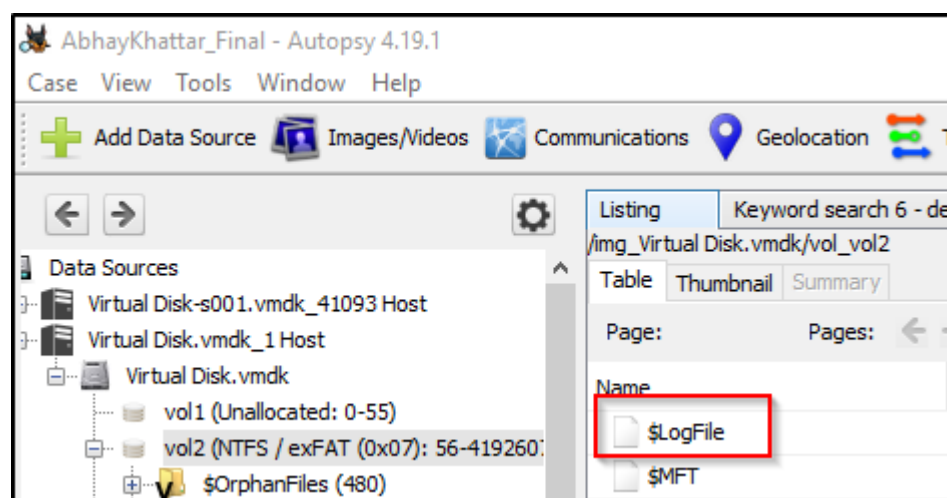 AbhayKhattar_Final - Autopsy 4.19.1
Case View Tools Window Help
Add Data Source Images/Videos Communications Geolocation
Listing Keyword search 6 - de
/img_Virtual Disk.vmdk/vol_vol2
Table Thumbnail Summary
Page: Pages:
Name
$LogFile
$MFT
Data Sources
Virtual Disk-s001.vmdk_41093 Host
Virtual Disk.vmdk_1 Host
Virtual Disk.vmdk
vol1 (Unallocated: 0-55)
vol2 (NTFS / exFAT (0x07): 56-4192607
$OrphanFiles (480)